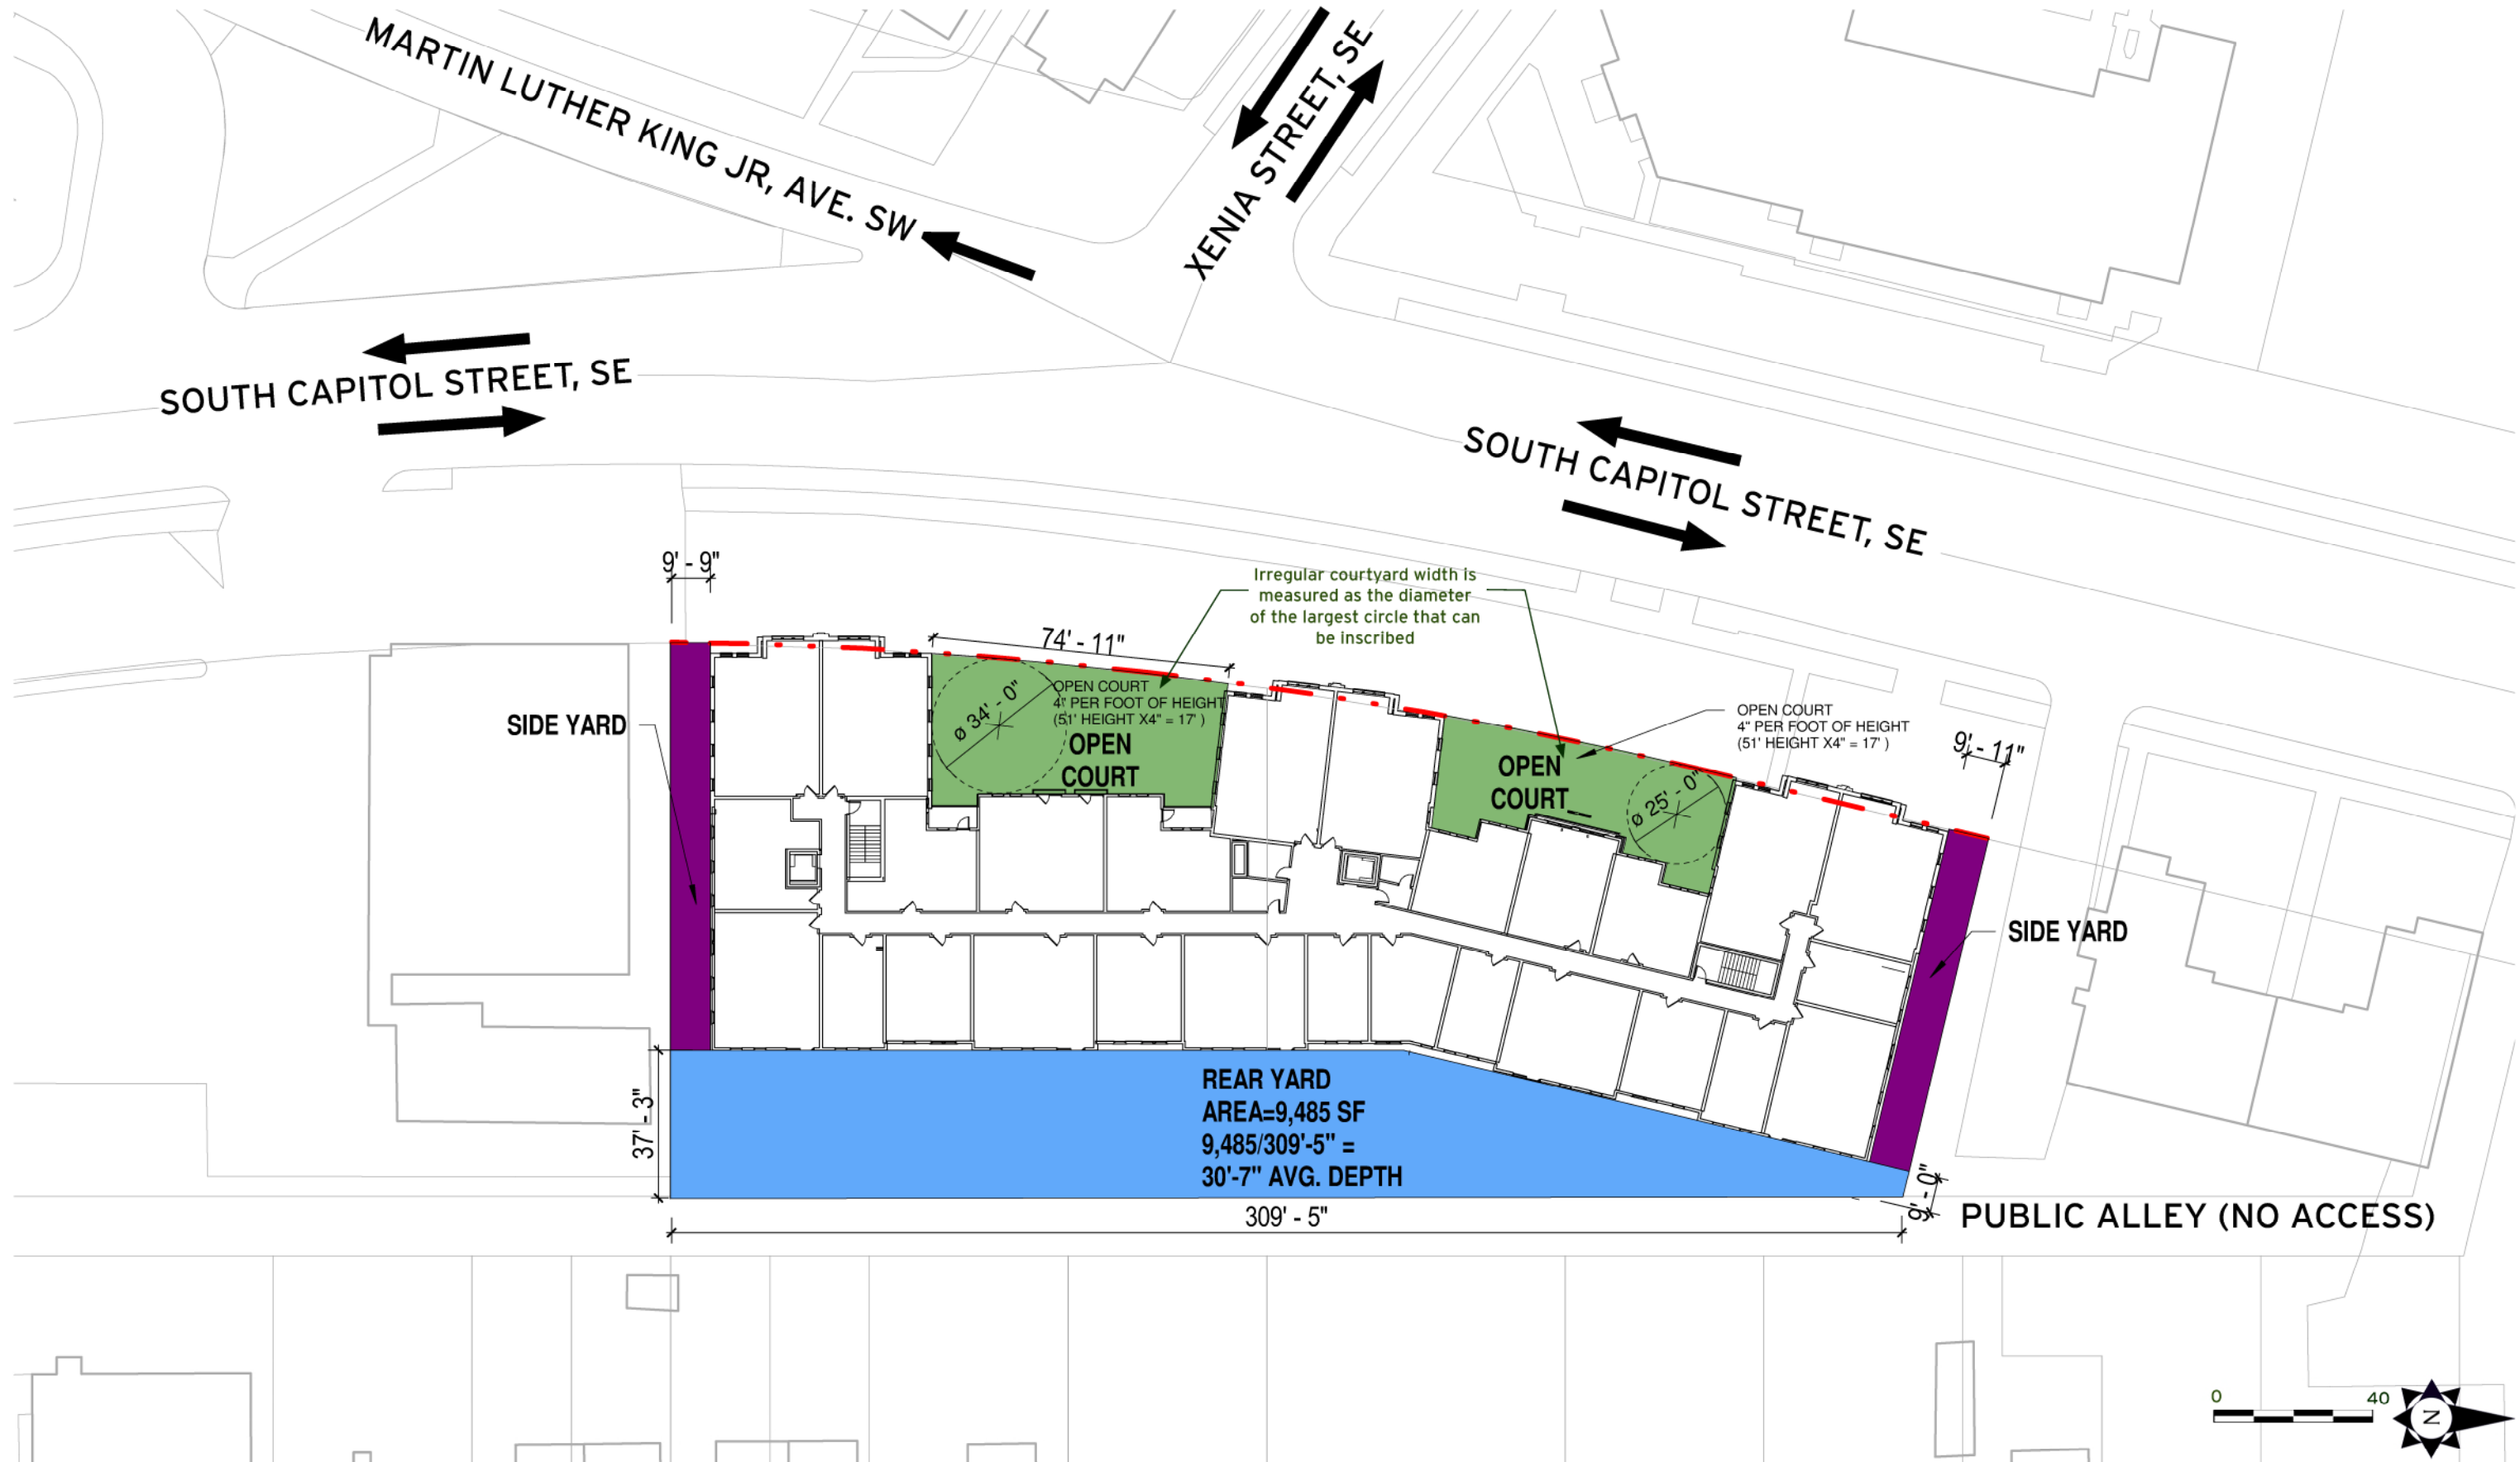 MARTIN LUTHER KING JR, AVE. SW
XENIA STREET, SE
SOUTH CAPITOL STREET, SE
SOUTH CAPITOL STREET, SE
9' - 9"
Irregular courtyard width is
measured as the diameter
of the largest circle that can
be inscribed
74' - 11"
SIDE YARD
ø 34' - 0"
OPEN COURT
4" PER FOOT OF HEIGHT
(51' HEIGHT X4" = 17' )
OPEN
COURT
OPEN COURT
4" PER FOOT OF HEIGHT
(51' HEIGHT X4" = 17' )
9' - 11"
OPEN
COURT
ø 25' - 0"
SIDE YARD
37' - 3"
REAR YARD
AREA=9,485 SF
9,485/309'-5" =
30'-7" AVG. DEPTH
9' - 0"
309' - 5"
PUBLIC ALLEY (NO ACCESS)
0 40
N